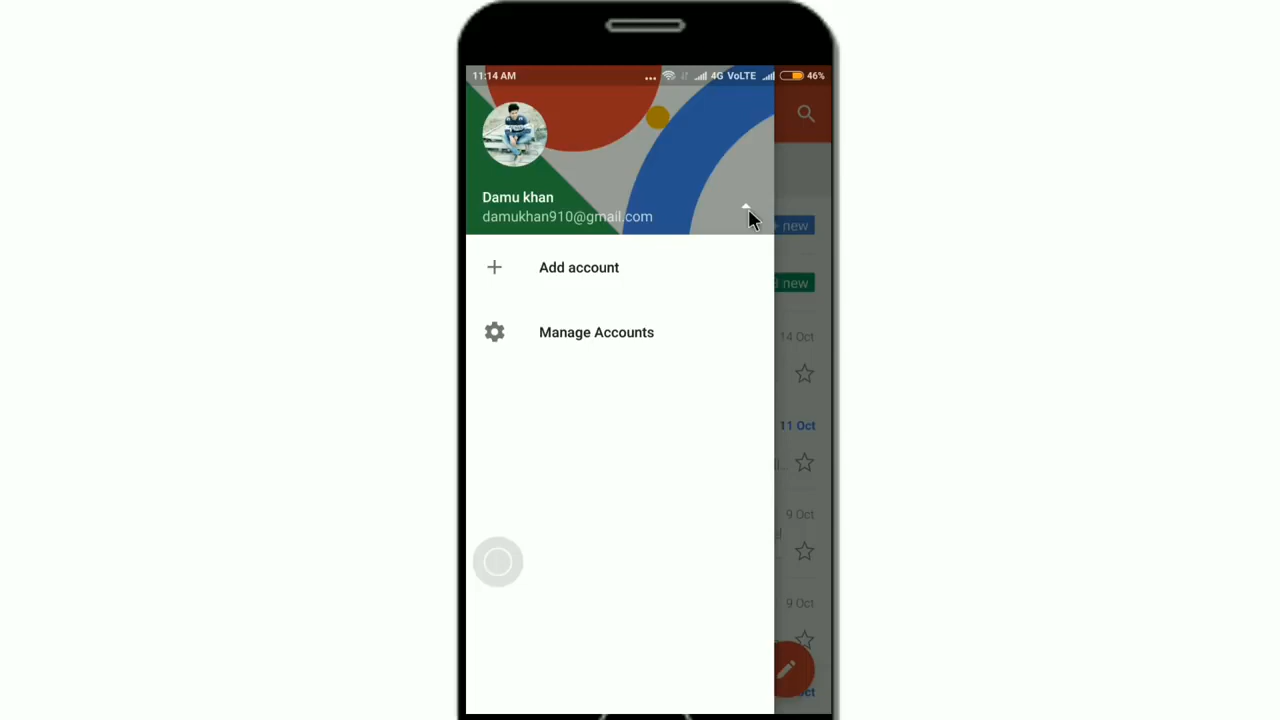 11:14 AM
... 4G VoLTE 46%
Damu khan
damukhan910@gmail.com
new
Add account
new
Manage Accounts
14 Oct
11 Oct
9 Oct
9 Oct